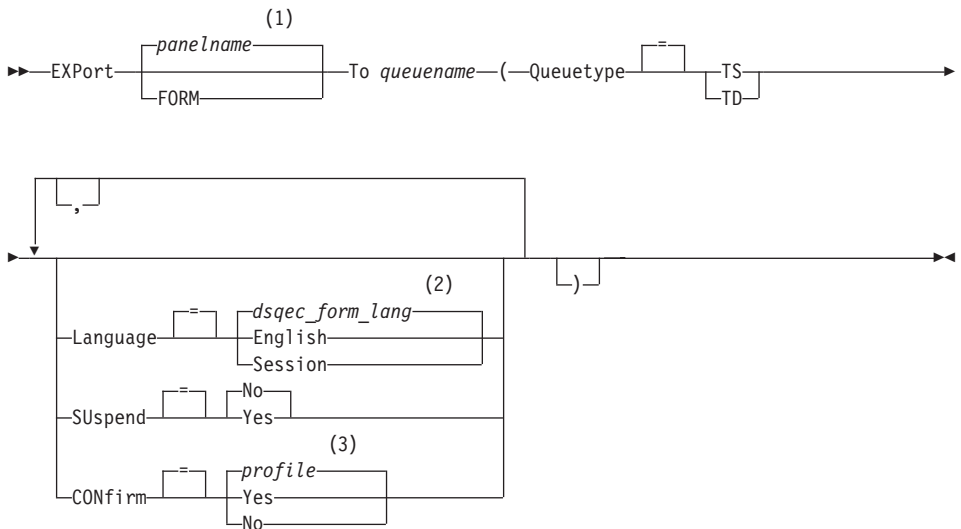 (1)
panelname
EXPort To queuename ( Queuetype = TS
FORM TD
,
)
(2)
Language = dsqec_form_lang
English
Session
SUspend = No
Yes
(3)
CONfirm = profile
Yes
No